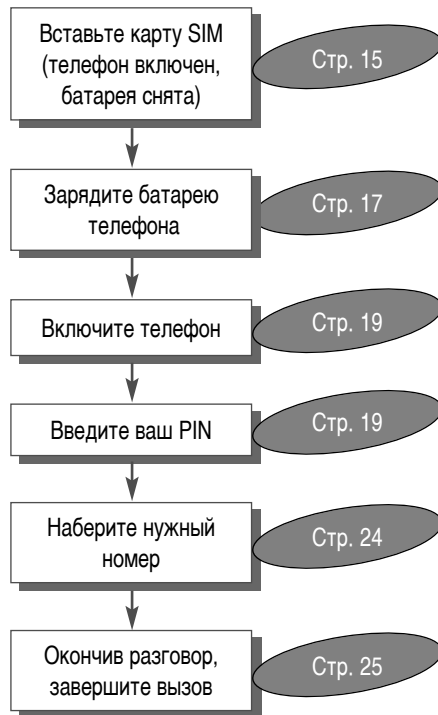 Вставьте карту SIM
(телефон включен,
батарея снята)
Стр. 15
Зарядите батарею
телефона
Стр. 17
Включите телефон
Стр. 19
Введите ваш PIN
Стр. 19
Наберите нужный
номер
Стр. 24
Окончив разговор,
завершите вызов
Стр. 25